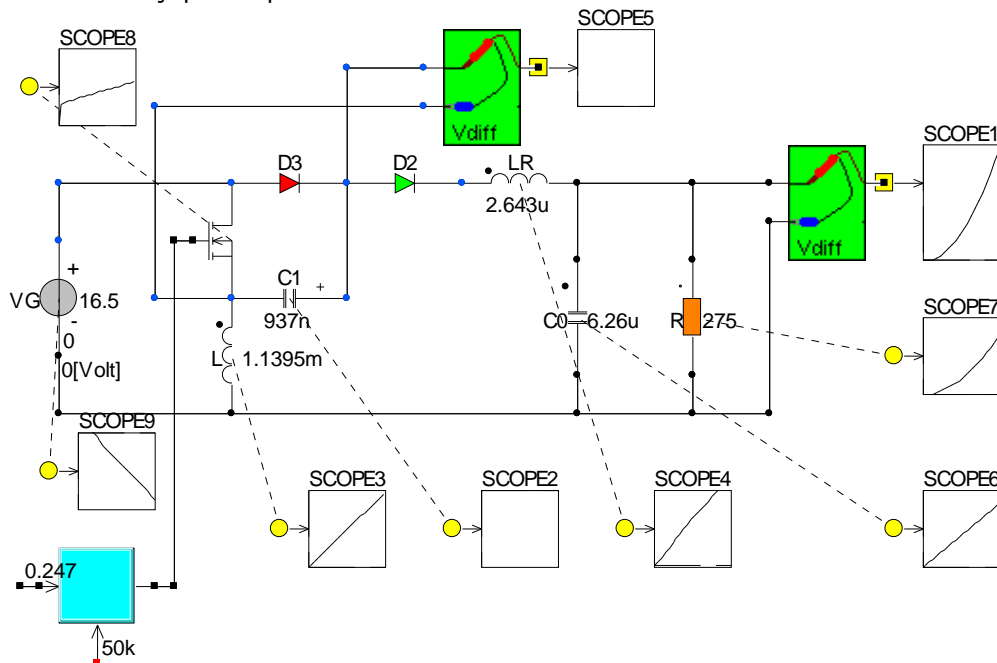 SCOPE5
SCOPE8
Vdiff
SCOPE1
D3
D2
LR
2.643u
Vdiff
+
C1
+
VG
16.5
937n
C0
6.26u
R
275
SCOPE7
-
0
L
1.1395m
0[Volt]
SCOPE9
SCOPE3
SCOPE2
SCOPE4
SCOPE6
0.247
50k